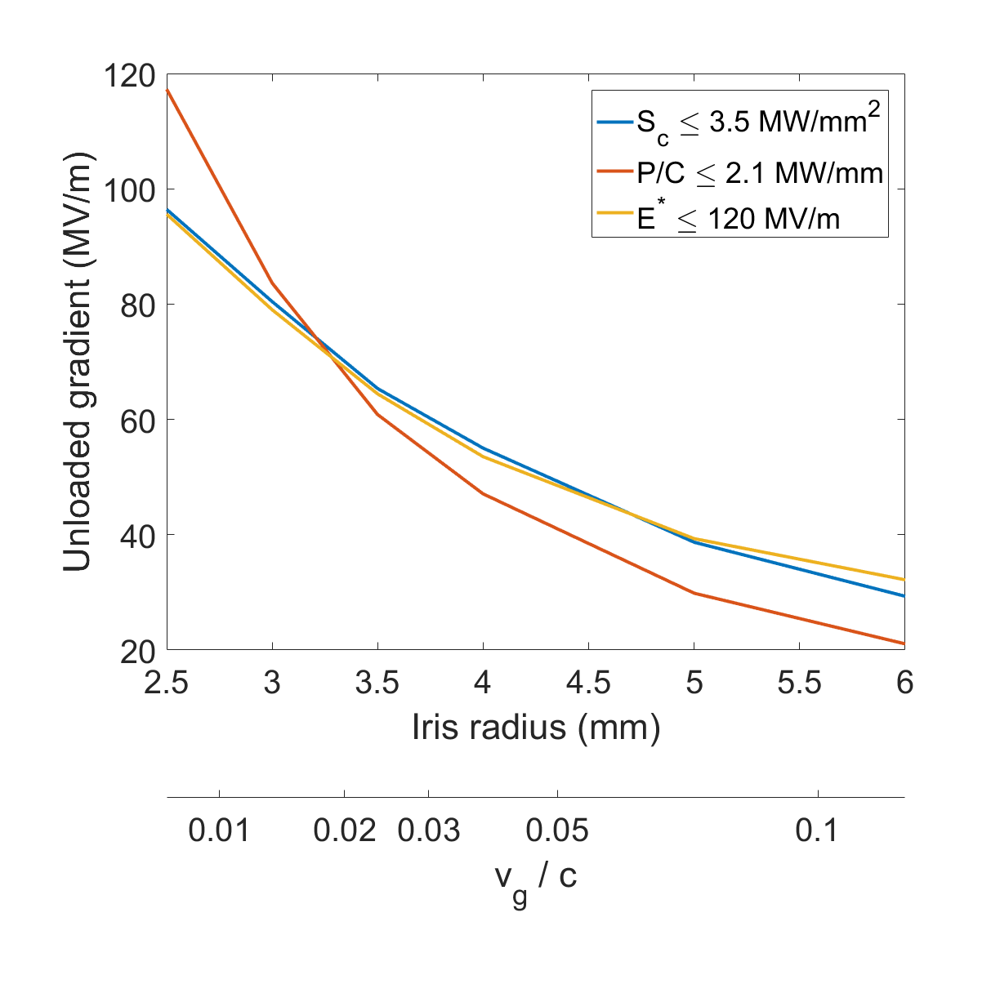 120
100
80
60
40
20
Unloaded gradient (MV/m)
S_c ≤ 3.5 MW/mm²
P/C ≤ 2.1 MW/mm
E* ≤ 120 MV/m
2.5 3 3.5 4 4.5 5 5.5 6
Iris radius (mm)
0.01 0.02 0.03 0.05 0.1
v_g / c